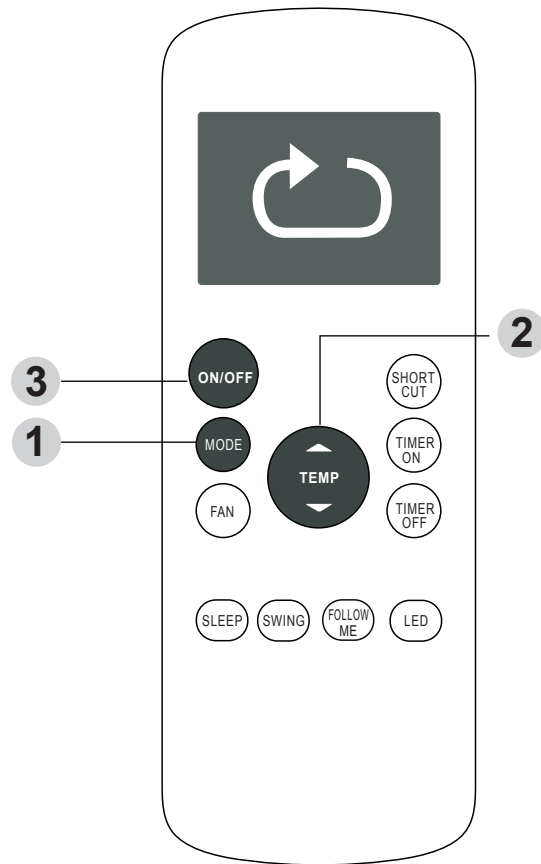 2
ON/OFF
3
SHORT
CUT
1
MODE
TEMP
TIMER
ON
FAN
TIMER
OFF
SLEEP
SWING
FOLLOW
ME
LED